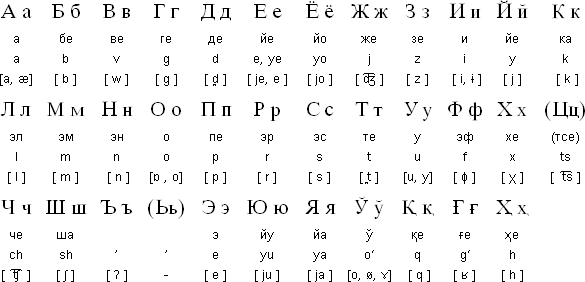 А а Б б В в Г г Д д Е е Ё ё Ж ж З з И и Й й К к
а бе ве ге де йе йо же зе и йе ка
a b v g d e, ye yo j z i y k
[a, æ] [ b ] [ w ] [ g ] [ d̪ ] [je, e ] [ jo ] [ d͡ʒ ] [ z ] [ i, ɨ ] [ j ] [ k ]
Л л М м Н н О о П п Р р С с Т т У у Ф ф Х х (Цц)
эл эм эн о пе эр эс те у эф хе (тсе)
l m n o p r s t u f x ts
[ l ] [ m ] [ n ] [ɒ , o] [ p ] [ r ] [ s ] [ t̪ ] [u, y] [ ɸ ] [ χ ] [ t͡s ]
Ч ч Ш ш Ъ ъ (Ьь) Э э Ю ю Я я Ў ў Қ қ Ғ ғ Ҳ ҳ
че ша э йу йа ў қе ғе ҳе
ch sh ’ ’ e yu ya oʻ q gʻ h
[ t͡ʃ ] [ ʃ ] [ ʔ ] - [ e ] [ ju ] [ ja ] [o, ø, ɤ] [ q ] [ ʁ ] [ h ]